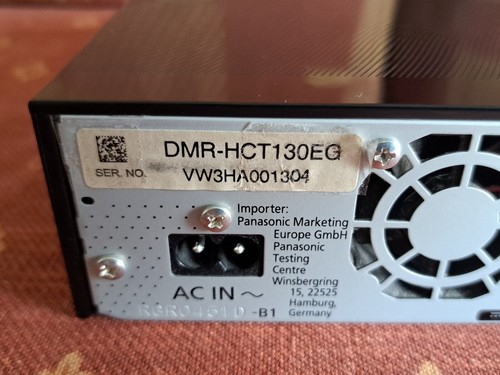 DMR-HCT130EG
SER. NO. VW3HA001304
Importer:
Panasonic Marketing
Europe GmbH
Panasonic
Testing
Centre
Winsbergring
15, 22525
Hamburg,
Germany
AC IN ~
-B1